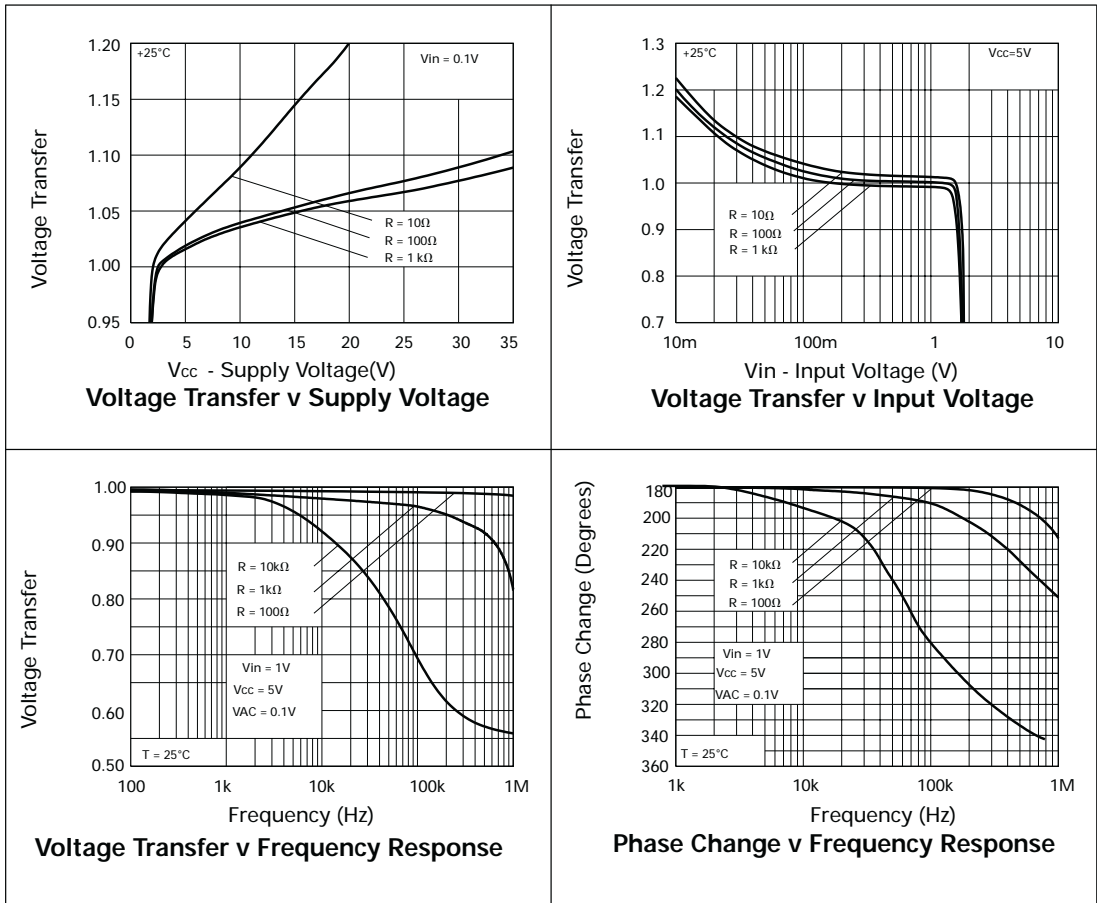 +25°C
Vin = 0.1V
1.20
1.15
1.10
1.05
1.00
0.95
Voltage Transfer
R = 10Ω
R = 100Ω
R = 1 kΩ
0 5 10 15 20 25 30 35
Vcc - Supply Voltage(V)
Voltage Transfer v Supply Voltage
+25°C
Vcc=5V
1.3
1.2
1.1
1.0
0.9
0.8
0.7
Voltage Transfer
R = 10Ω
R = 100Ω
R = 1 kΩ
10m 100m 1 10
Vin - Input Voltage (V)
Voltage Transfer v Input Voltage
1.00
0.90
0.80
0.70
0.60
0.50
Voltage Transfer
R = 10kΩ
R = 1kΩ
R = 100Ω
Vin = 1V
Vcc = 5V
VAC = 0.1V
T = 25°C
100 1k 10k 100k 1M
Frequency (Hz)
Voltage Transfer v Frequency Response
180
200
220
240
260
280
300
320
340
360
Phase Change (Degrees)
R = 10kΩ
R = 1kΩ
R = 100Ω
Vin = 1V
Vcc = 5V
VAC = 0.1V
T = 25°C
1k 10k 100k 1M
Frequency (Hz)
Phase Change v Frequency Response